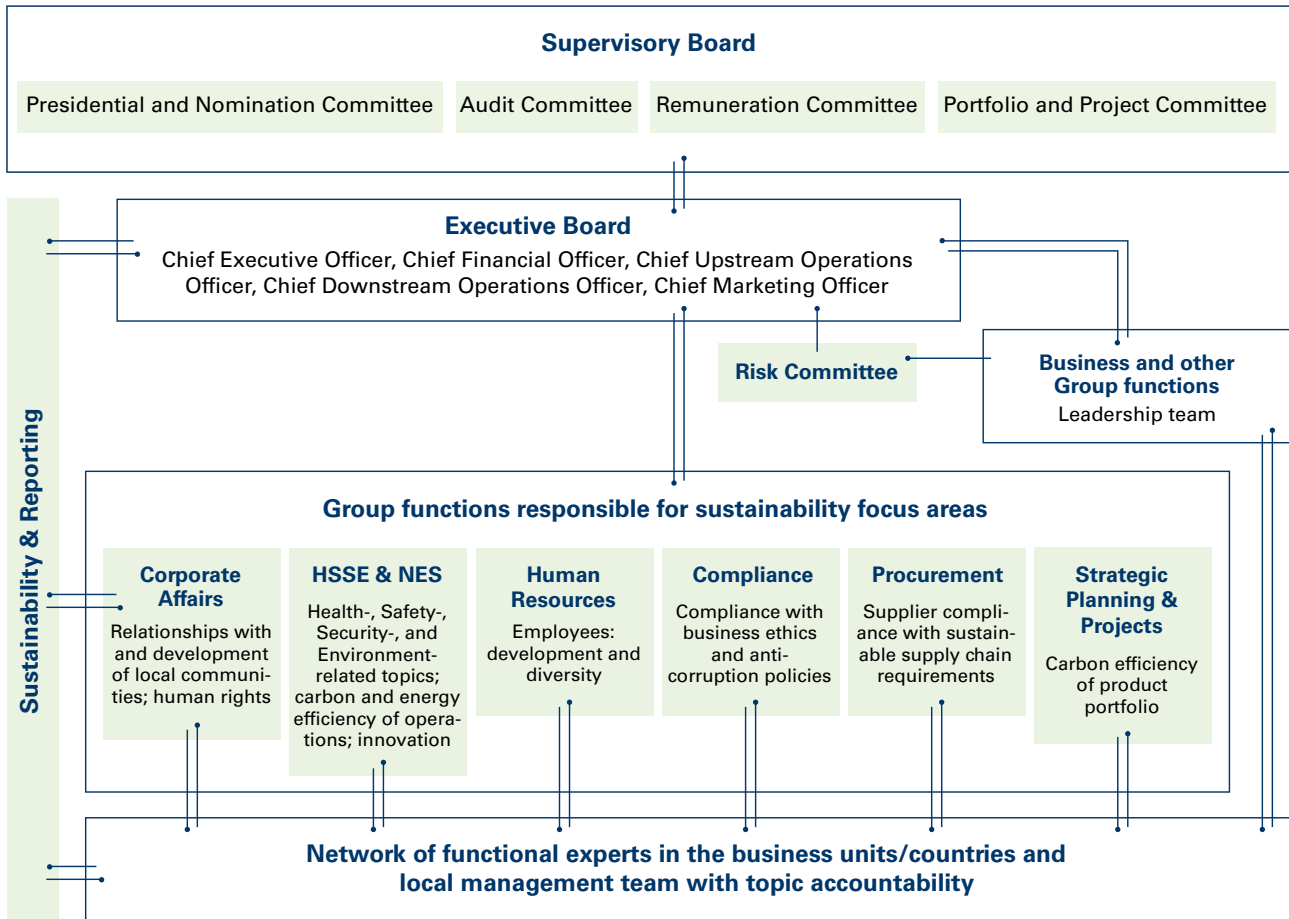 Supervisory Board
Presidential and Nomination Committee
Audit Committee
Remuneration Committee
Portfolio and Project Committee
Sustainability & Reporting
Executive Board
Chief Executive Officer, Chief Financial Officer, Chief Upstream Operations
Officer, Chief Downstream Operations Officer, Chief Marketing Officer
Risk Committee
Business and other
Group functions
Leadership team
Group functions responsible for sustainability focus areas
Corporate
Affairs
Relationships with
and development
of local communi-
ties; human rights
HSSE & NES
Health-, Safety-,
Security-, and
Environment-
related topics;
carbon and energy
efficiency of opera-
tions; innovation
Human
Resources
Employees:
development and
diversity
Compliance
Compliance with
business ethics
and anti-
corruption policies
Procurement
Supplier compli-
ance with sustain-
able supply chain
requirements
Strategic
Planning &
Projects
Carbon efficiency
of product
portfolio
Network of functional experts in the business units/countries and
local management team with topic accountability